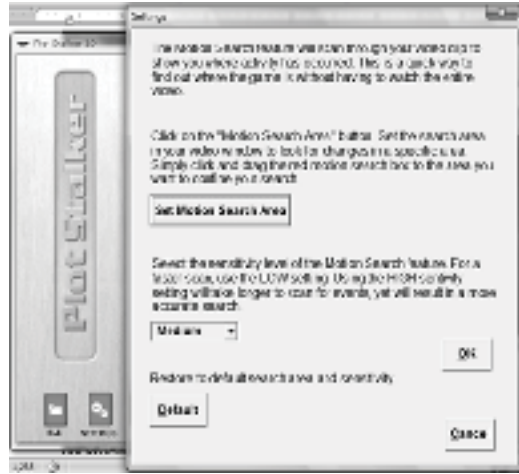 Settings
The Motion Search feature will scan through your video clip to
show you where activity has occurred. This is a quick way to
find out where the game is without having to watch the entire
video.
Click on the "Motion Search Area" button. Set the search area
in your video window to look for changes in a specific area.
Simply click and drag the red motion search box to the area you
want to confine your search
Set Motion Search Area
Select the sensitivity level of the Motion Search feature. For a
faster scan, use the LOW setting. Using the HIGH sentivity
setting will take longer to scan for events, yet will result in a more
accurate search.
Medium
OK
Restore to default search area and sensitivity
Default
Cance
Plot Stalker